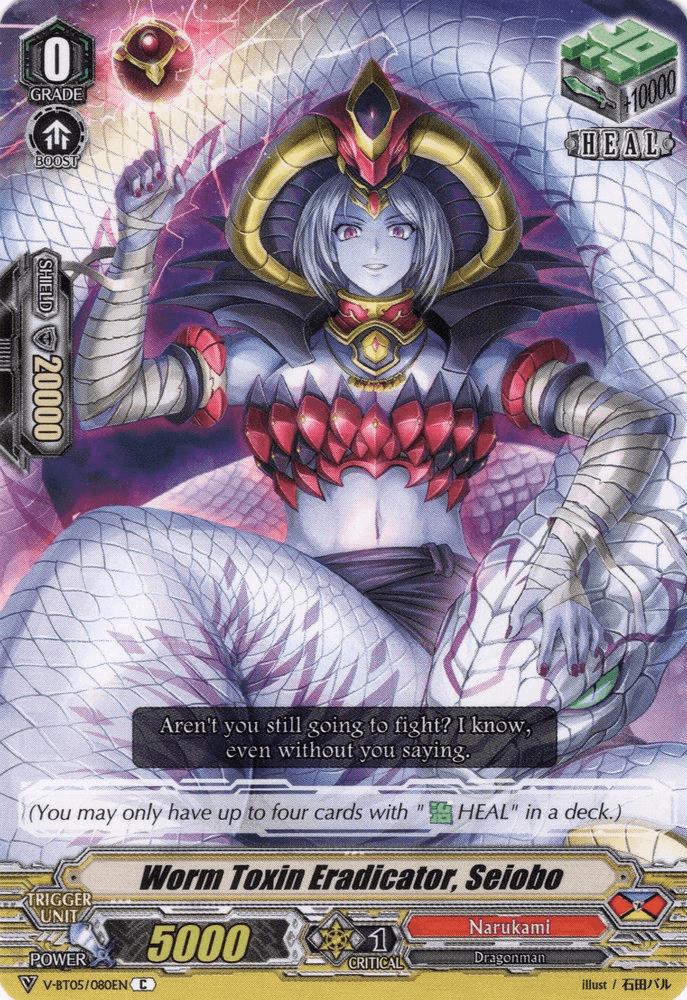 0
GRADE
BOOST
治
+10000
HEAL
SHIELD
20000
Aren't you still going to fight? I know,
even without you saying.
(You may only have up to four cards with "治 HEAL" in a deck.)
Worm Toxin Eradicator, Seiobo
TRIGGER
UNIT
POWER
5000
1
CRITICAL
Narukami
Dragonman
V-BT05/080EN C
illust / 石田バル